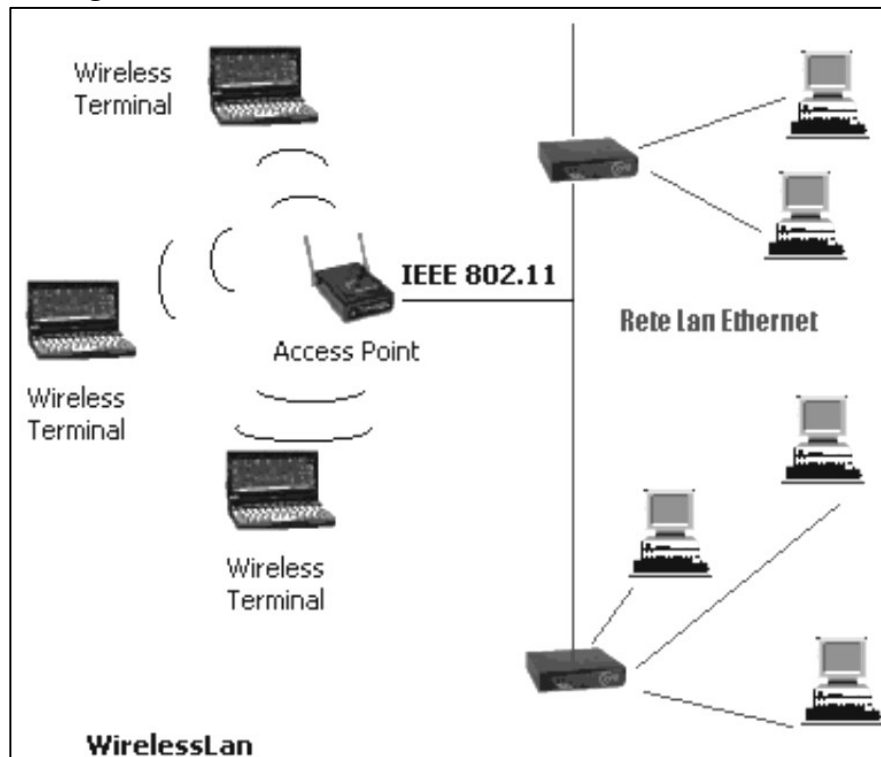 Wireless
Terminal
IEEE 802.11
Rete Lan Ethernet
Access Point
Wireless
Terminal
Wireless
Terminal
WirelessLan